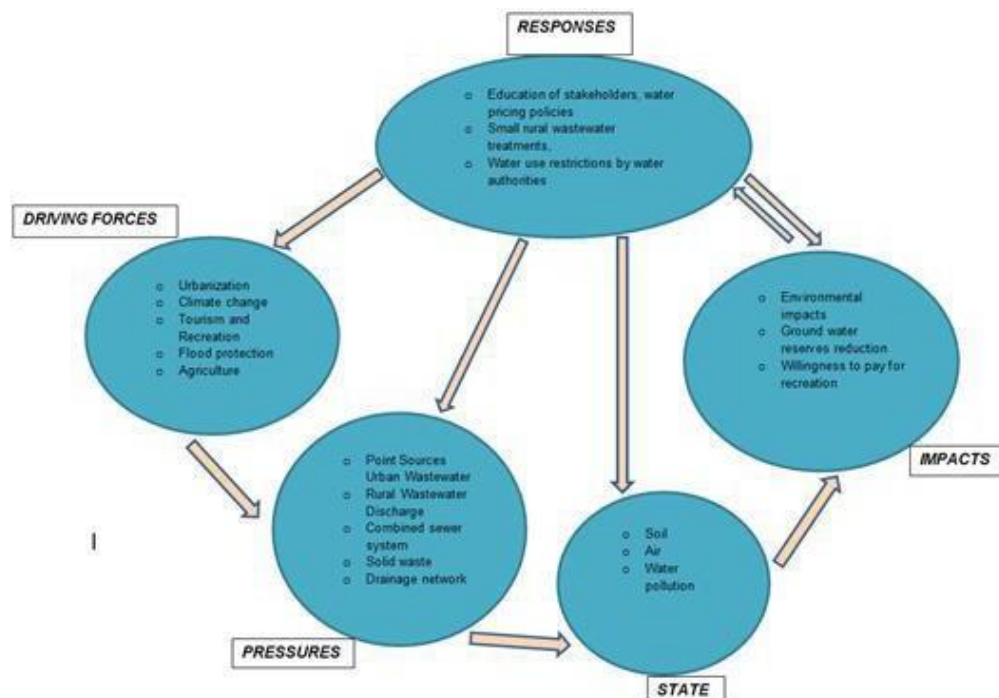 RESPONSES
o Education of stakeholders, water
pricing policies
o Small rural wastewater
treatments,
o Water use restrictions by water
authorities
DRIVING FORCES
o Urbanization
o Climate change
o Tourism and
Recreation
o Flood protection
o Agriculture
o Environmental
impacts
o Ground water
reserves reduction
o Willingness to pay for
recreation
IMPACTS
o Point Sources
Urban Wastewater
o Rural Wastewater
Discharge
o Combined sewer
system
o Solid waste
o Drainage network
PRESSURES
o Soil
o Air
o Water
pollution
STATE